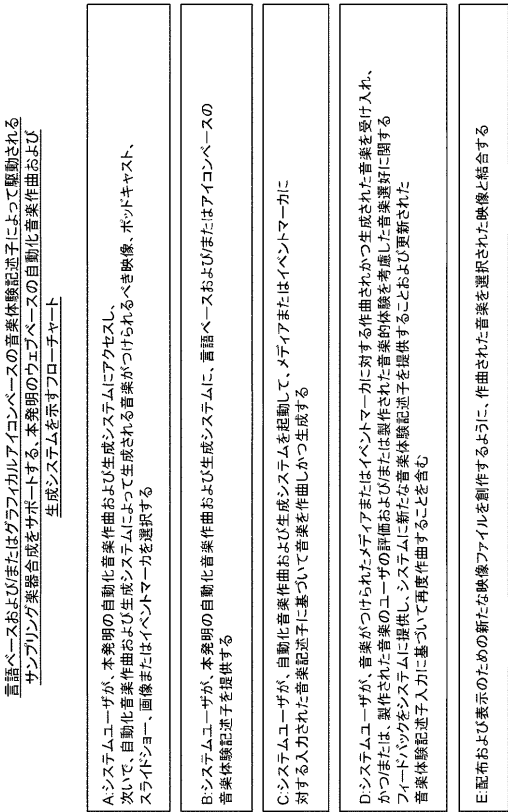 言語ベースおよび/またはグラフィカルアイコンベースの音楽体験記述子によって駆動される
サンプリング楽器合成をサポートする、本発明のウェブベースの自動化音楽作曲および
生成システムを示すフローチャート
A:システムユーザが、本発明の自動化音楽作曲および生成システムにアクセスし、
次いで、自動化音楽作曲および生成システムによって生成される音楽がつけられるべき映像、ポッドキャスト、
スライドショー、画像またはイベントマーカを選択する
B:システムユーザが、本発明の自動化音楽作曲および生成システムに、言語ベースおよび/またはアイコンベースの
音楽体験記述子を提供する
C:システムユーザが、自動化音楽作曲および生成システムを起動して、メディアまたはイベントマーカに
対する入力された音楽記述子に基づいて音楽を作曲しかつ生成する
D:システムユーザが、音楽がつけられたメディアまたはイベントマーカに対する作曲されかつ生成された音楽を受け入れ、
かつ/または、製作された音楽のユーザの評価および/または製作された音楽的体験を考慮した音楽選好に関する
フィードバックをシステムに提供し、システムに新たな音楽体験記述子を提供することおよび更新された
音楽体験記述子入力に基づいて再度作曲することを含む
E:配布および表示のための新たな映像ファイルを創作するように、作曲された音楽を選択された映像と結合する